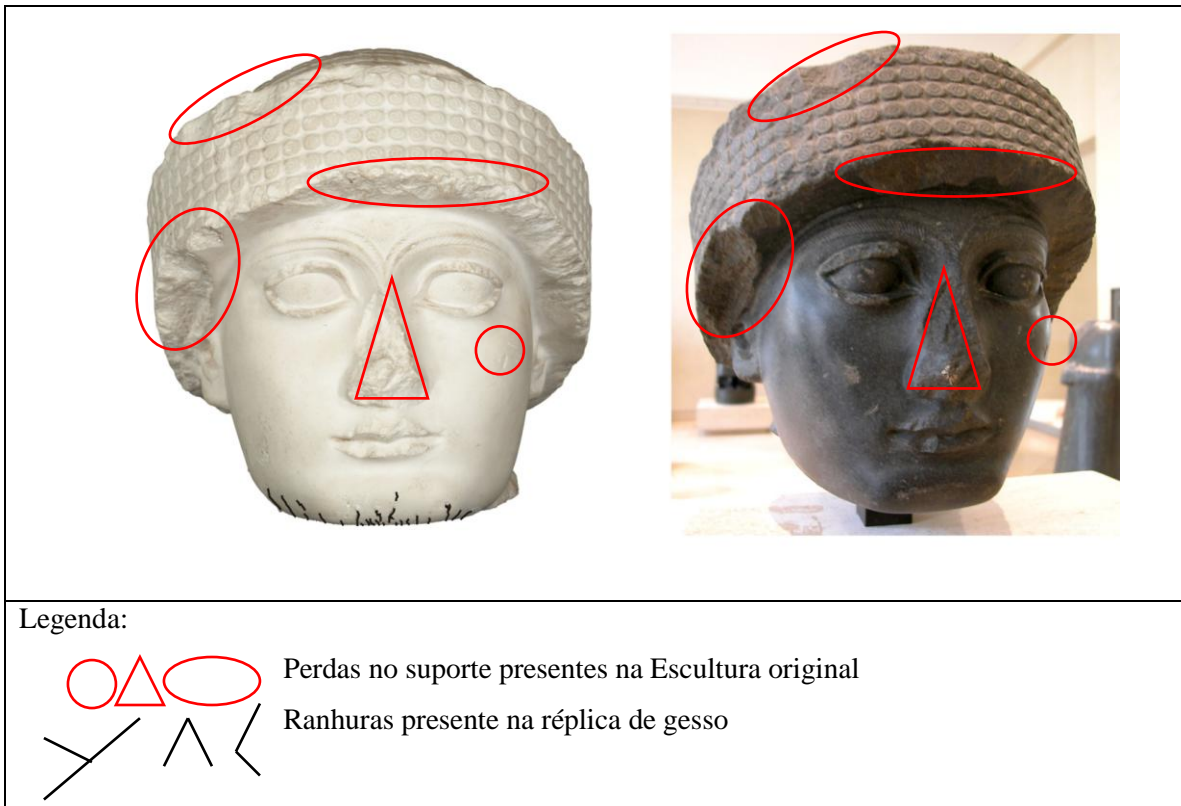 Legenda:
Perdas no suporte presentes na Escultura original
Ranhuras presente na réplica de gesso